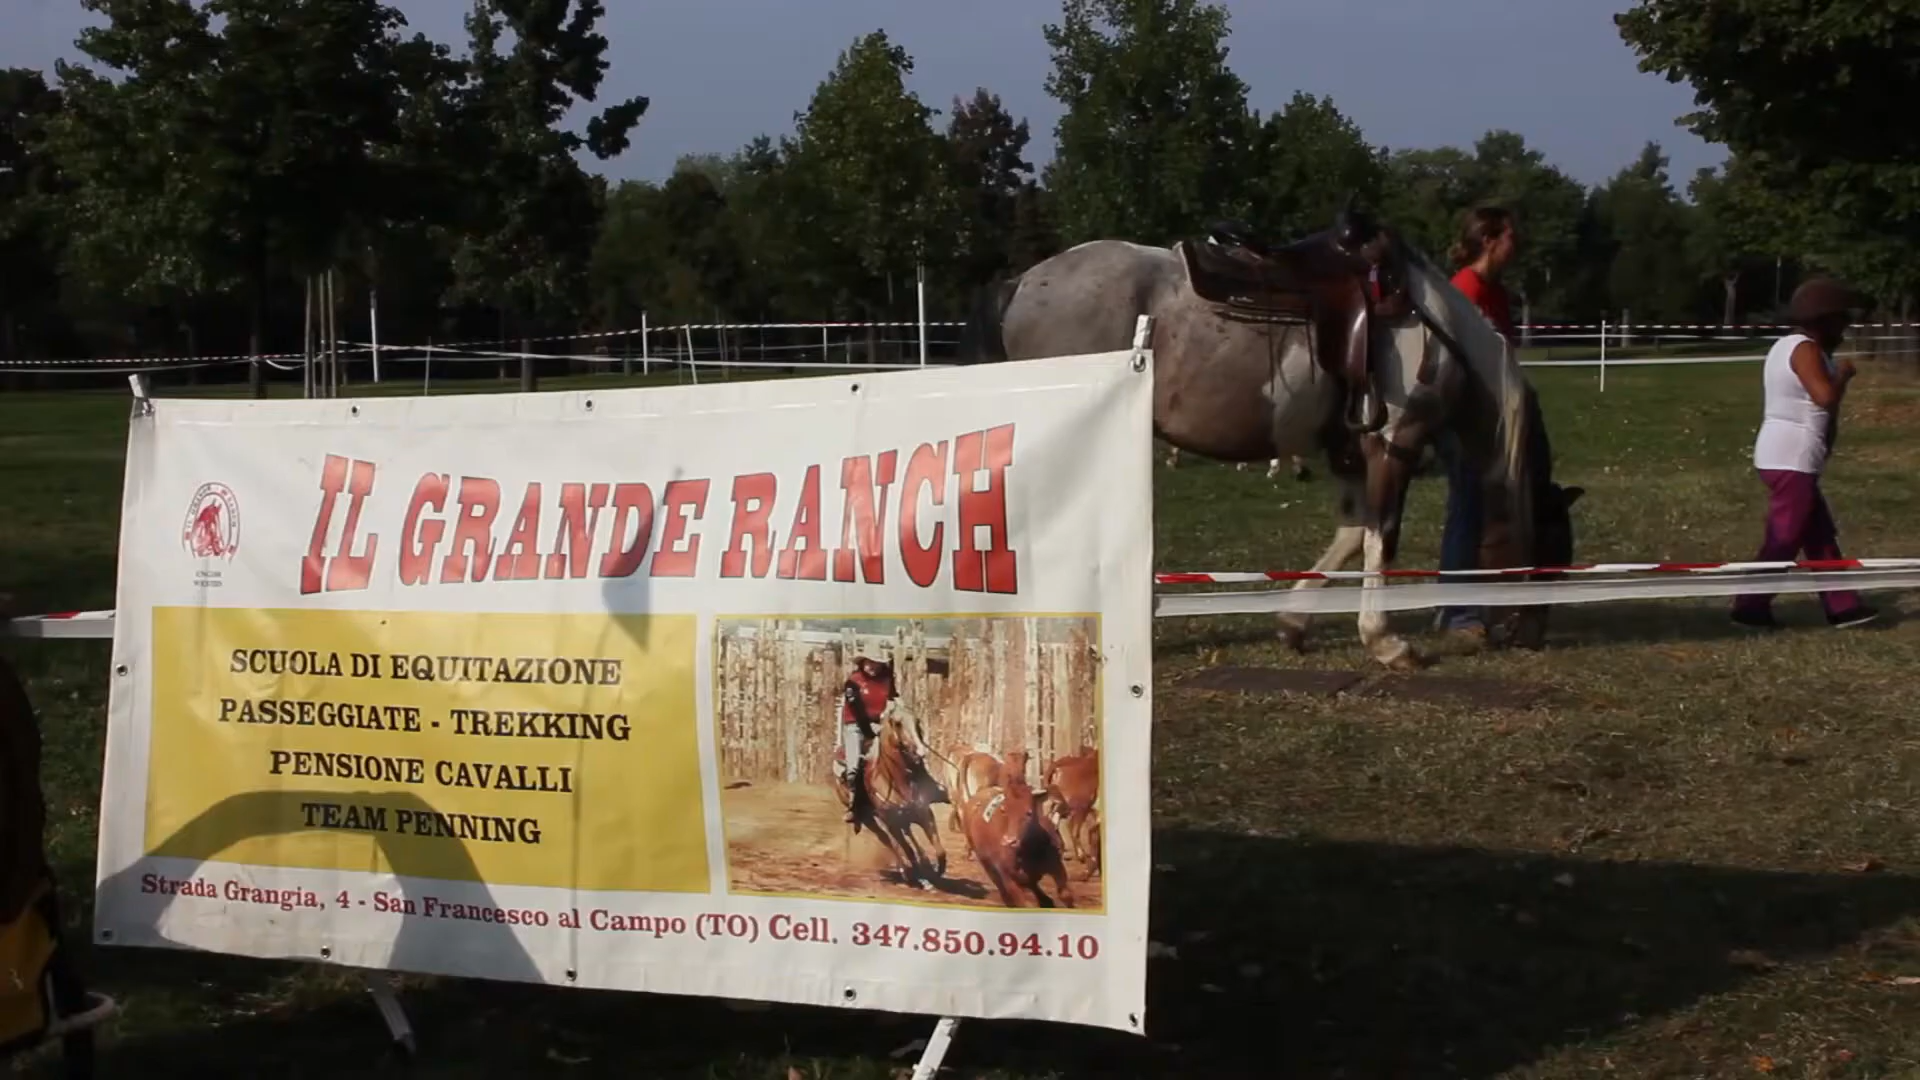 IL GRANDE RANCH
SCUOLA DI EQUITAZIONE
PASSEGGIATE - TREKKING
PENSIONE CAVALLI
TEAM PENNING
Strada Grangia, 4 - San Francesco al Campo (TO) Cell. 347.850.94.10